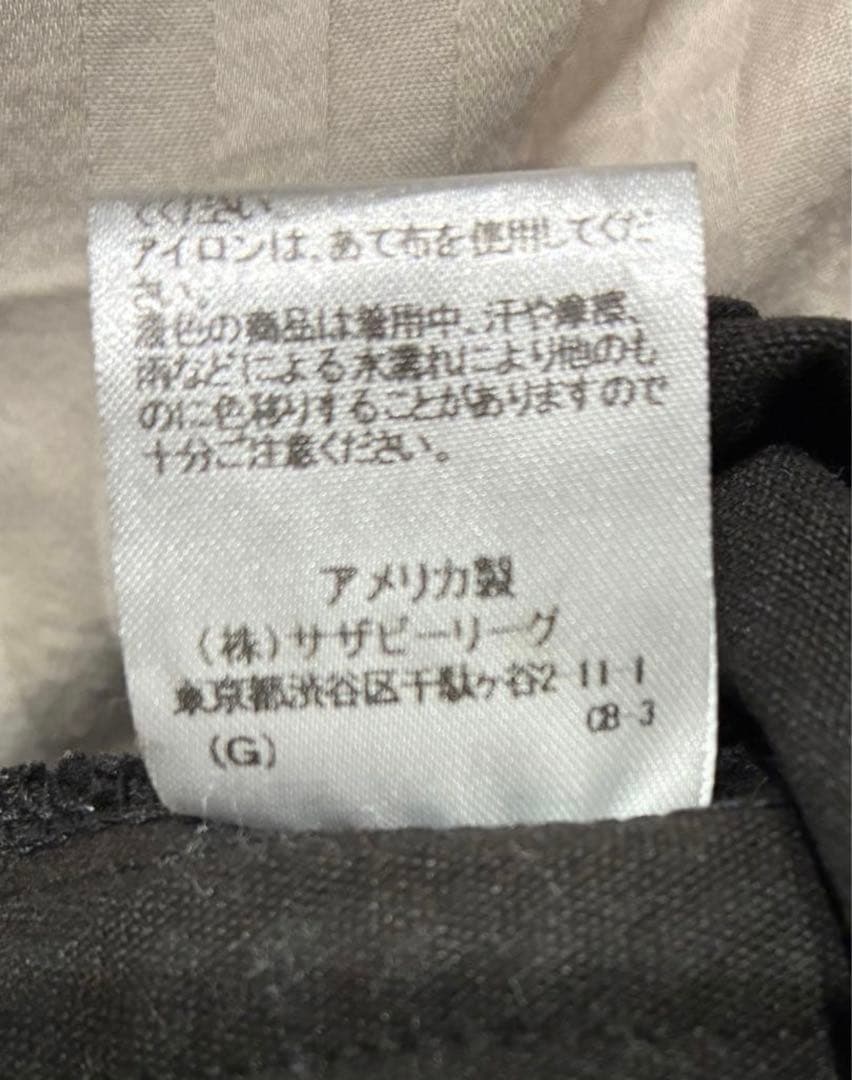 てください
アイロンは、あて布を使用してくだ
さい。
濃色の商品は着用中、汗や摩擦、
雨などによる水濡れにより他のも
のに色移りすることがありますので
十分ご注意ください。
アメリカ製
(株)サザビーリーグ
東京都渋谷区千駄ヶ谷2-11-1
08-3
(G)